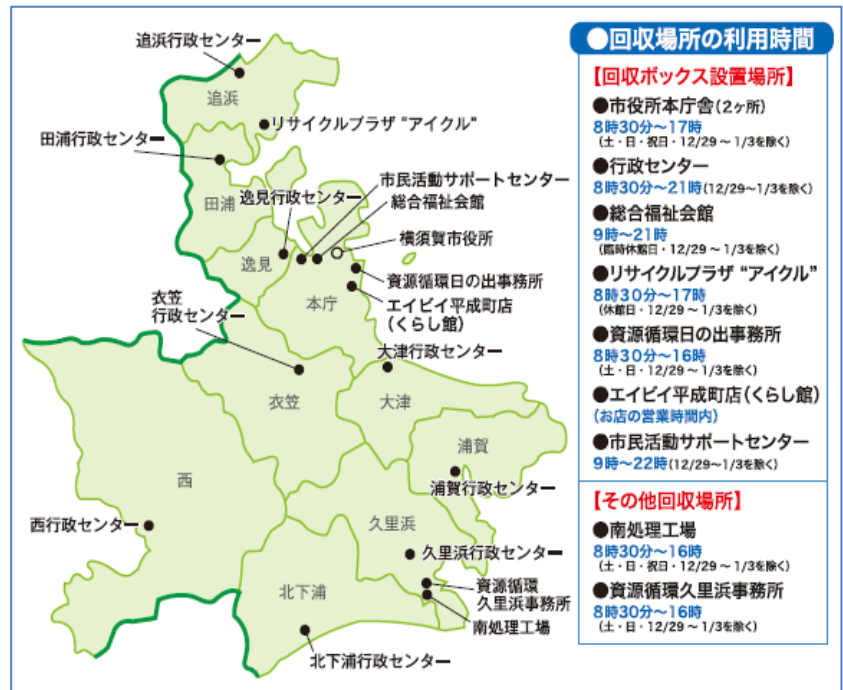 追浜行政センター
追浜
リサイクルプラザ “アイクル”
田浦行政センター
田浦
市民活動サポートセンター
逸見行政センター
総合福祉会館
横須賀市役所
逸見
資源循環日の出事務所
本庁
エイビイ平成町店
（くらし館）
衣笠
行政センター
大津行政センター
衣笠
大津
浦賀
西
浦賀行政センター
西行政センター
久里浜
久里浜行政センター
北下浦
資源循環
久里浜事務所
南処理工場
北下浦行政センター
●回収場所の利用時間
【回収ボックス設置場所】
●市役所本庁舎（2ヶ所）
8時30分〜17時
（土・日・祝日・12/29 〜 1/3を除く）
●行政センター
8時30分〜21時（12/29〜1/3を除く）
●総合福祉会館
9時〜21時
（臨時休館日・12/29 〜 1/3を除く）
●リサイクルプラザ “アイクル”
8時30分〜17時
（休館日・12/29 〜 1/3を除く）
●資源循環日の出事務所
8時30分〜16時
（土・日・12/29 〜 1/3を除く）
●エイビイ平成町店（くらし館）
（お店の営業時間内）
●市民活動サポートセンター
9時〜22時（12/29〜1/3を除く）
【その他回収場所】
●南処理工場
8時30分〜16時
（土・日・祝日・12/29 〜 1/3を除く）
●資源循環久里浜事務所
8時30分〜16時
（土・日・12/29 〜 1/3を除く）